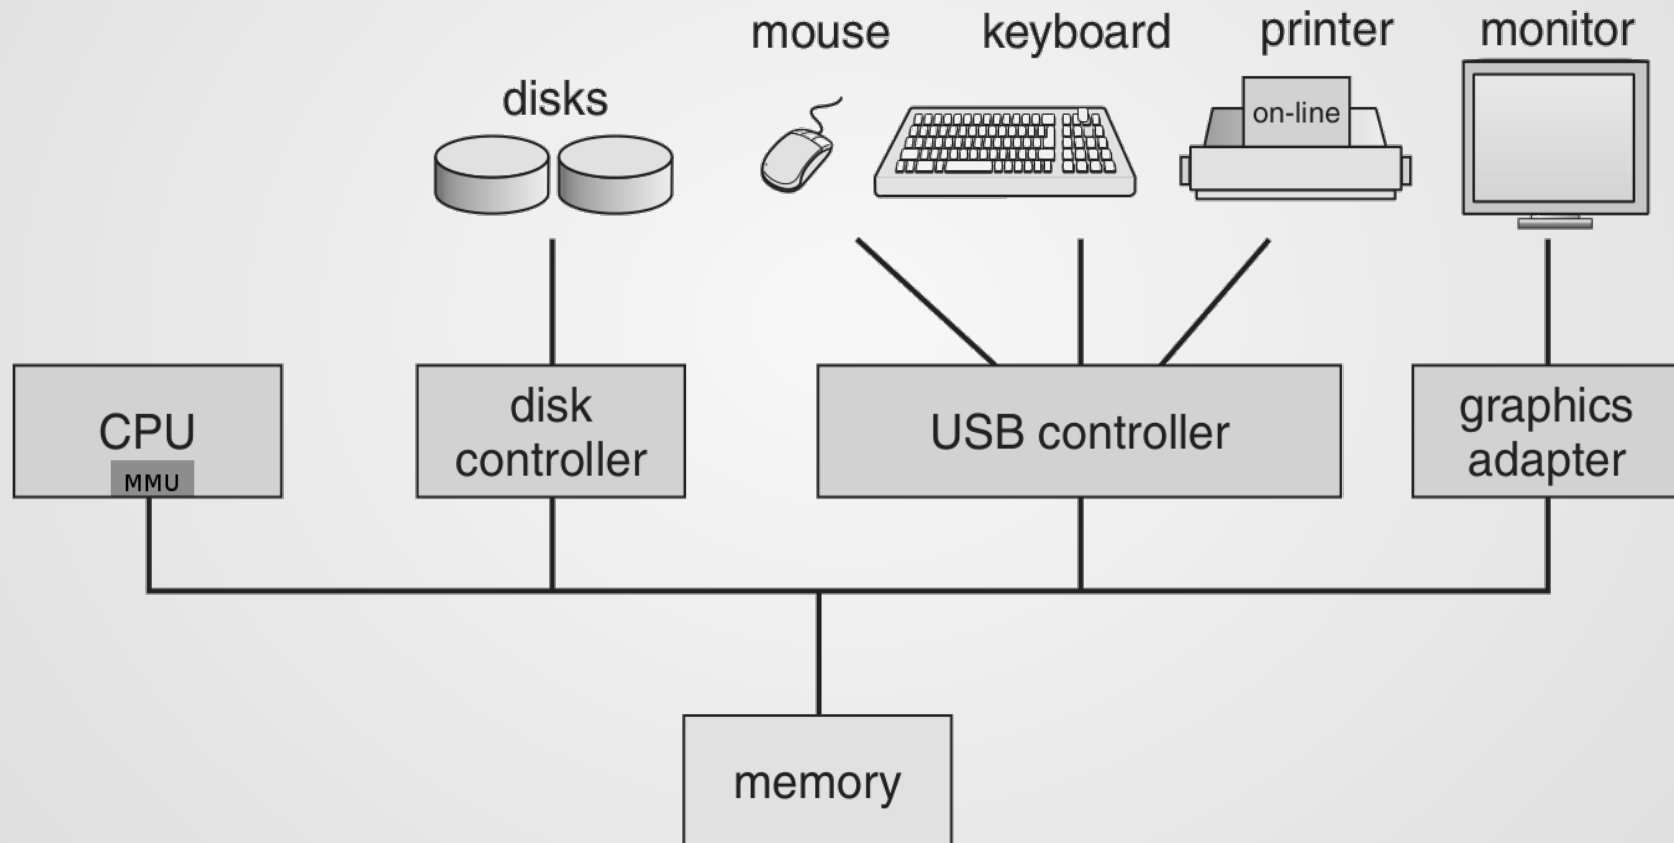 mouse
keyboard
printer
monitor
disks
on-line
CPU
MMU
disk
controller
USB controller
graphics
adapter
memory